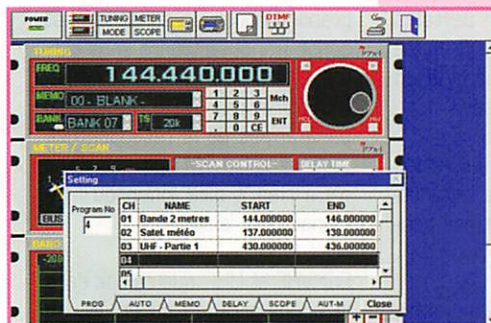 POWER TUNING METER DTMF
MODE SCOPE
TUNING
FREQ 144.440.000
MEMO 00 - BLANK - 1 2 3 Mch
4 5 6
BANK BANK 07 TS 20k 7 8 9 ENT
. 0 CE
METER / SCAN
-SCAN CONTROL- DELAY TIME
Setting
BUS
Program No CH NAME START END
4 01 Bande 2 metres 144.000000 146.000000
02 Satel. météo 137.000000 138.000000
03 UHF - Partie 1 430.000000 436.000000
04
05
PROG AUTO MEMO DELAY SCOPE AUT-M Close